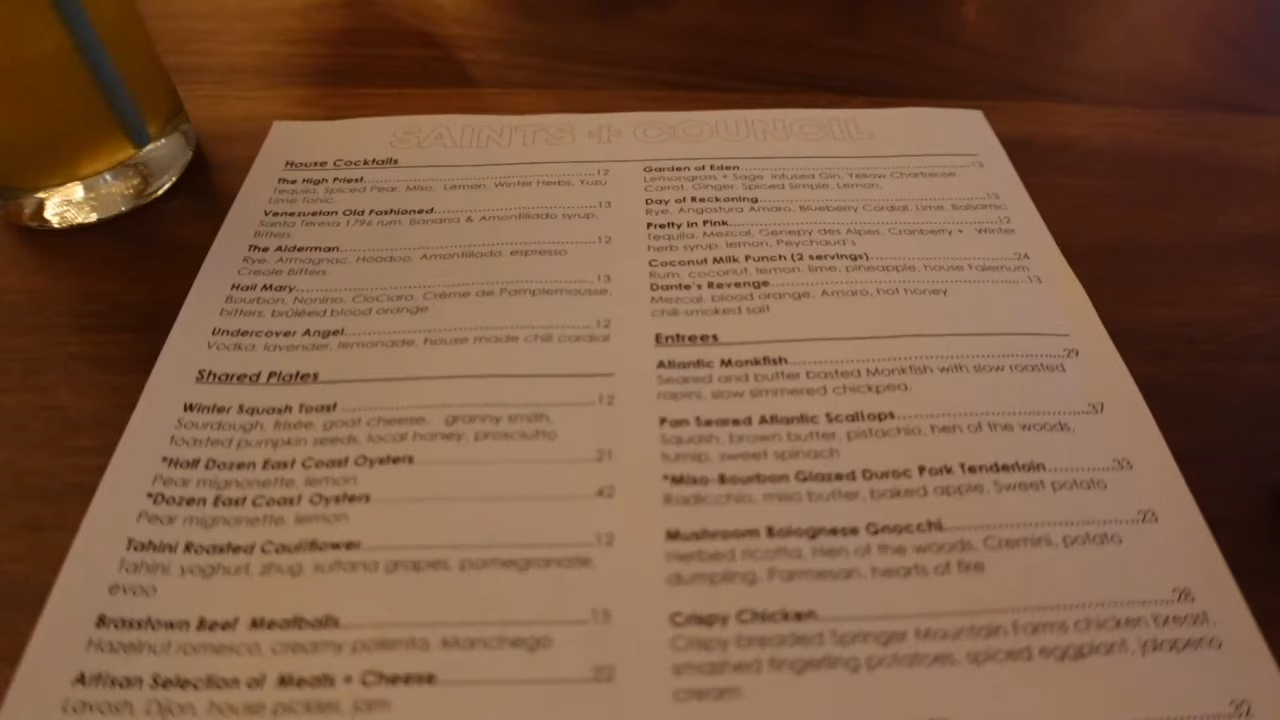 SAINTS + COUNCIL
House Cocktails
The High Priest..............................12
Tequila, Spiced Pear, Miso, Lemon, Winter Herbs, Yuzu
Lime Tonic.
Venezuelan Old Fashioned..............................13
Santa Teresa 1796 rum, Banana & Amontillado syrup,
Bitters.
The Alderman..............................12
Rye, Armagnac, Hoodoo, Amontillado, espresso
Creole Bitters.
Hail Mary..............................13
Bourbon, Nonino, CioCiaro, Crème de Pamplemousse,
bitters, brûléed blood orange
Undercover Angel..............................12
Vodka, lavender, lemonade, house made chili cordial
Shared Plates
Winter Squash Toast ..............................12
Sourdough, frisée, goat cheese, granny smith,
toasted pumpkin seeds, local honey, prosciutto
*Half Dozen East Coast Oysters..............................21
Pear mignonette, lemon
*Dozen East Coast Oysters..............................42
Pear mignonette, lemon
Tahini Roasted Cauliflower..............................12
Tahini, yoghurt, zhug, sultana grapes, pomegranate,
evoo
Brasstown Beef Meatballs..............................
Hazelnut romesco, creamy polenta, Manchego
Artisan Selection of Meats + Cheese..............................
Lavash, Dijon, house pickles, jam
Garden of Eden..............................13
Lemongrass + Sage infused Gin, Yellow Chartreuse,
Carrot, Ginger, Spiced Simple, Lemon,
Day of Reckoning..............................13
Rye, Angostura Amaro, Blueberry Cordial, Lime, Balsamic
Pretty in Pink..............................12
Tequila, Mezcal, Genepy des Alpes, Cranberry + Winter
herb syrup, lemon, Peychaud's
Coconut Milk Punch (2 servings)..............................24
Rum, coconut, lemon, lime, pineapple, house Falernum
Dante's Revenge..............................13
Mezcal, blood orange, Amaro, hot honey
chili-smoked salt
Entrees
Atlantic Monkfish..............................29
Seared and butter basted Monkfish with slow roasted
rapini, slow simmered chickpea.
Pan Seared Atlantic Scallops..............................37
Squash, brown butter, pistachio, hen of the woods,
turnip, sweet spinach
*Miso-Bourbon Glazed Duroc Pork Tenderloin............33
Radicchio, miso butter, baked apple, Sweet potato
Mushroom Bolognese Gnocchi..............................23
Herbed ricotta, Hen of the woods, Cremini, potato
dumpling, Parmesan, hearts of fire
Crispy Chicken..............................28
Crispy breaded Springer Mountain Farms chicken breast,
smashed fingerling potatoes, spiced eggplant, jalapeño
cream